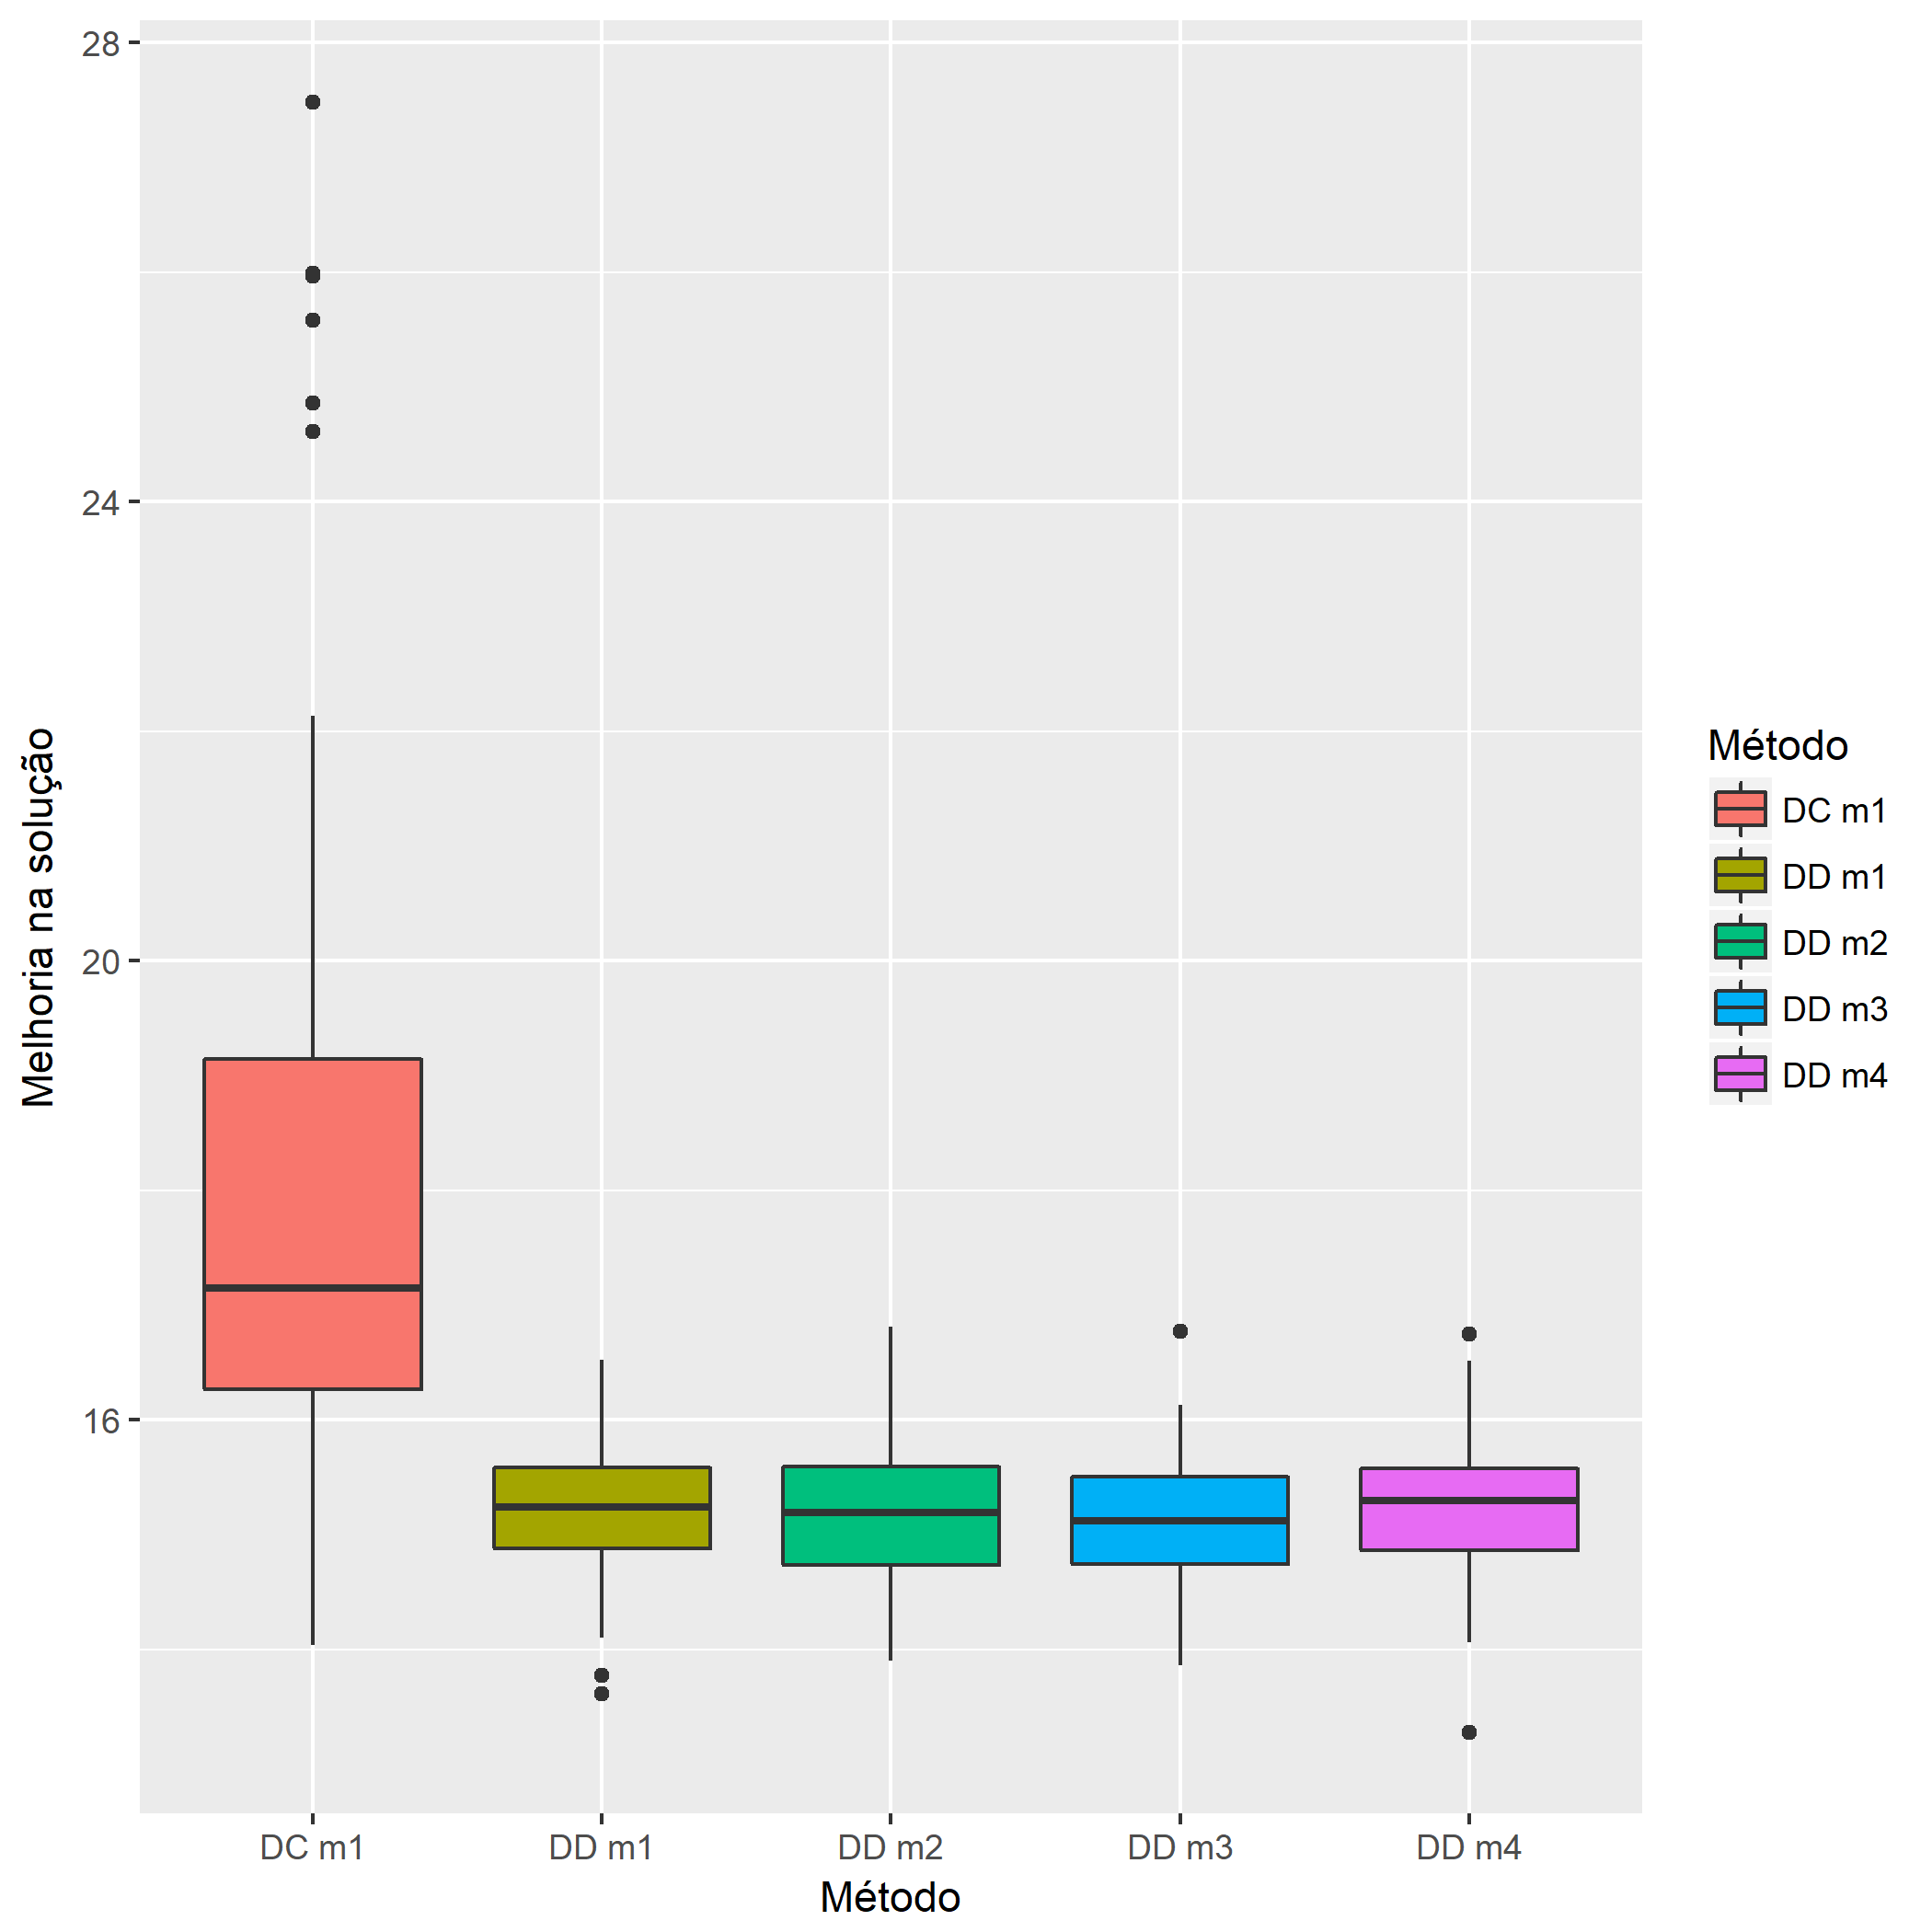 Melhoria na solução
28
24
20
16
DC m1
DD m1
DD m2
DD m3
DD m4
Método
Método
DC m1
DD m1
DD m2
DD m3
DD m4